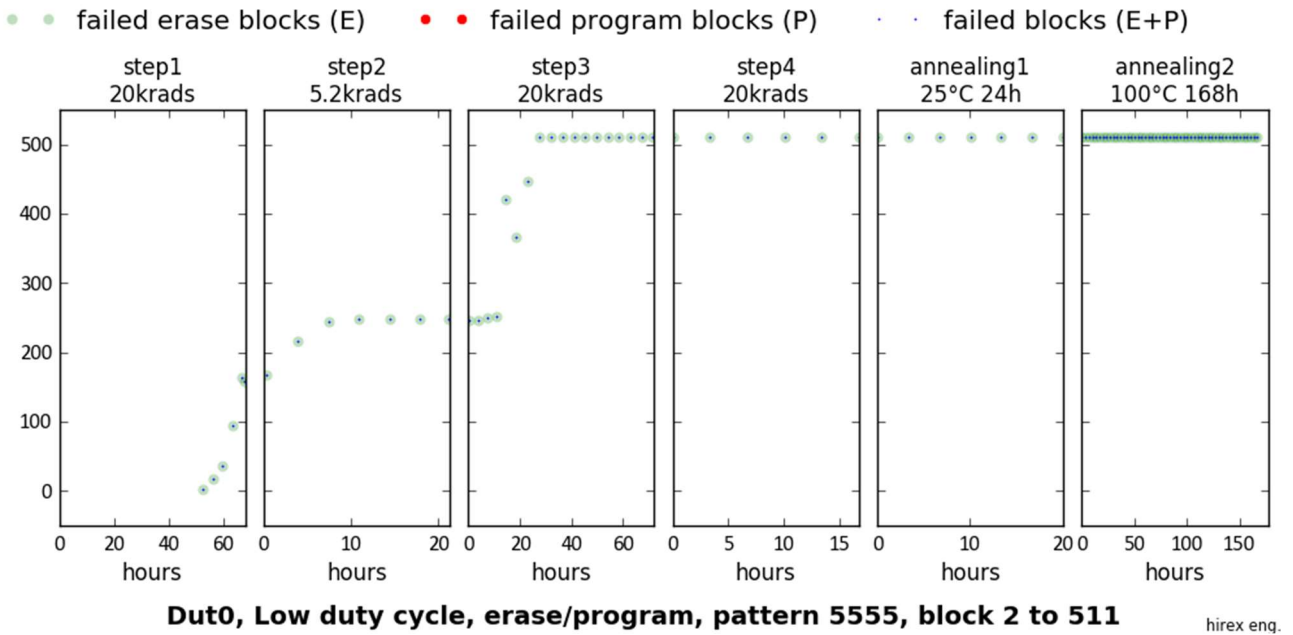 failed erase blocks (E) failed program blocks (P) failed blocks (E+P)
step1 step2 step3 step4 annealing1 annealing2
20krads 5.2krads 20krads 20krads 25°C 24h 100°C 168h
500
400
300
200
100
0
0 20 40 60 0 10 20 0 20 40 60 0 5 10 15 0 10 20 0 50 100 150
hours hours hours hours hours hours
Dut0, Low duty cycle, erase/program, pattern 5555, block 2 to 511
hirex eng.